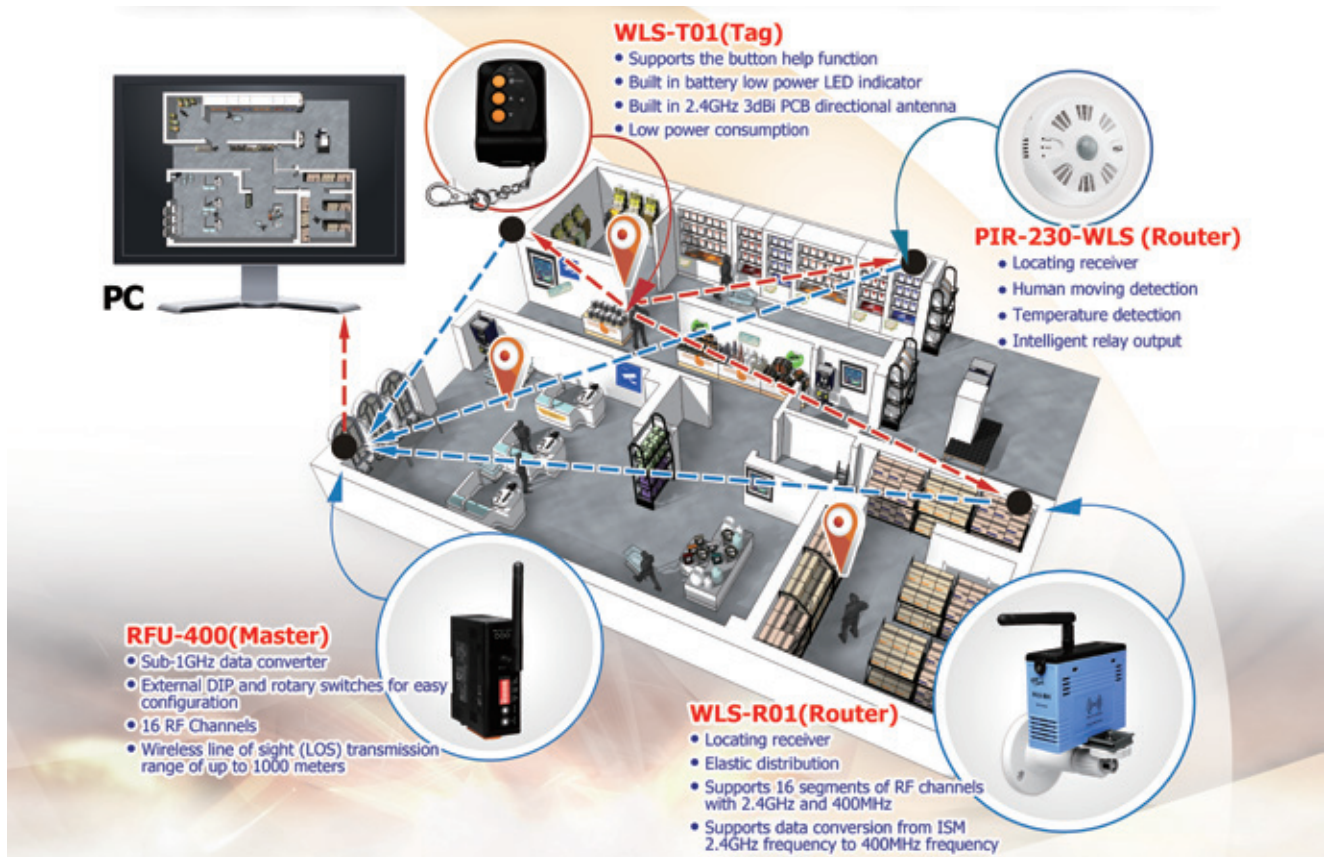 WLS-T01(Tag)
• Supports the button help function
• Built in battery low power LED indicator
• Built in 2.4GHz 3dBi PCB directional antenna
• Low power consumption
PIR-230-WLS (Router)
• Locating receiver
• Human moving detection
• Temperature detection
• Intelligent relay output
PC
RFU-400(Master)
• Sub-1GHz data converter
• External DIP and rotary switches for easy
configuration
• 16 RF Channels
• Wireless line of sight (LOS) transmission
range of up to 1000 meters
WLS-R01(Router)
• Locating receiver
• Elastic distribution
• Supports 16 segments of RF channels
with 2.4GHz and 400MHz
• Supports data conversion from ISM
2.4GHz frequency to 400MHz frequency